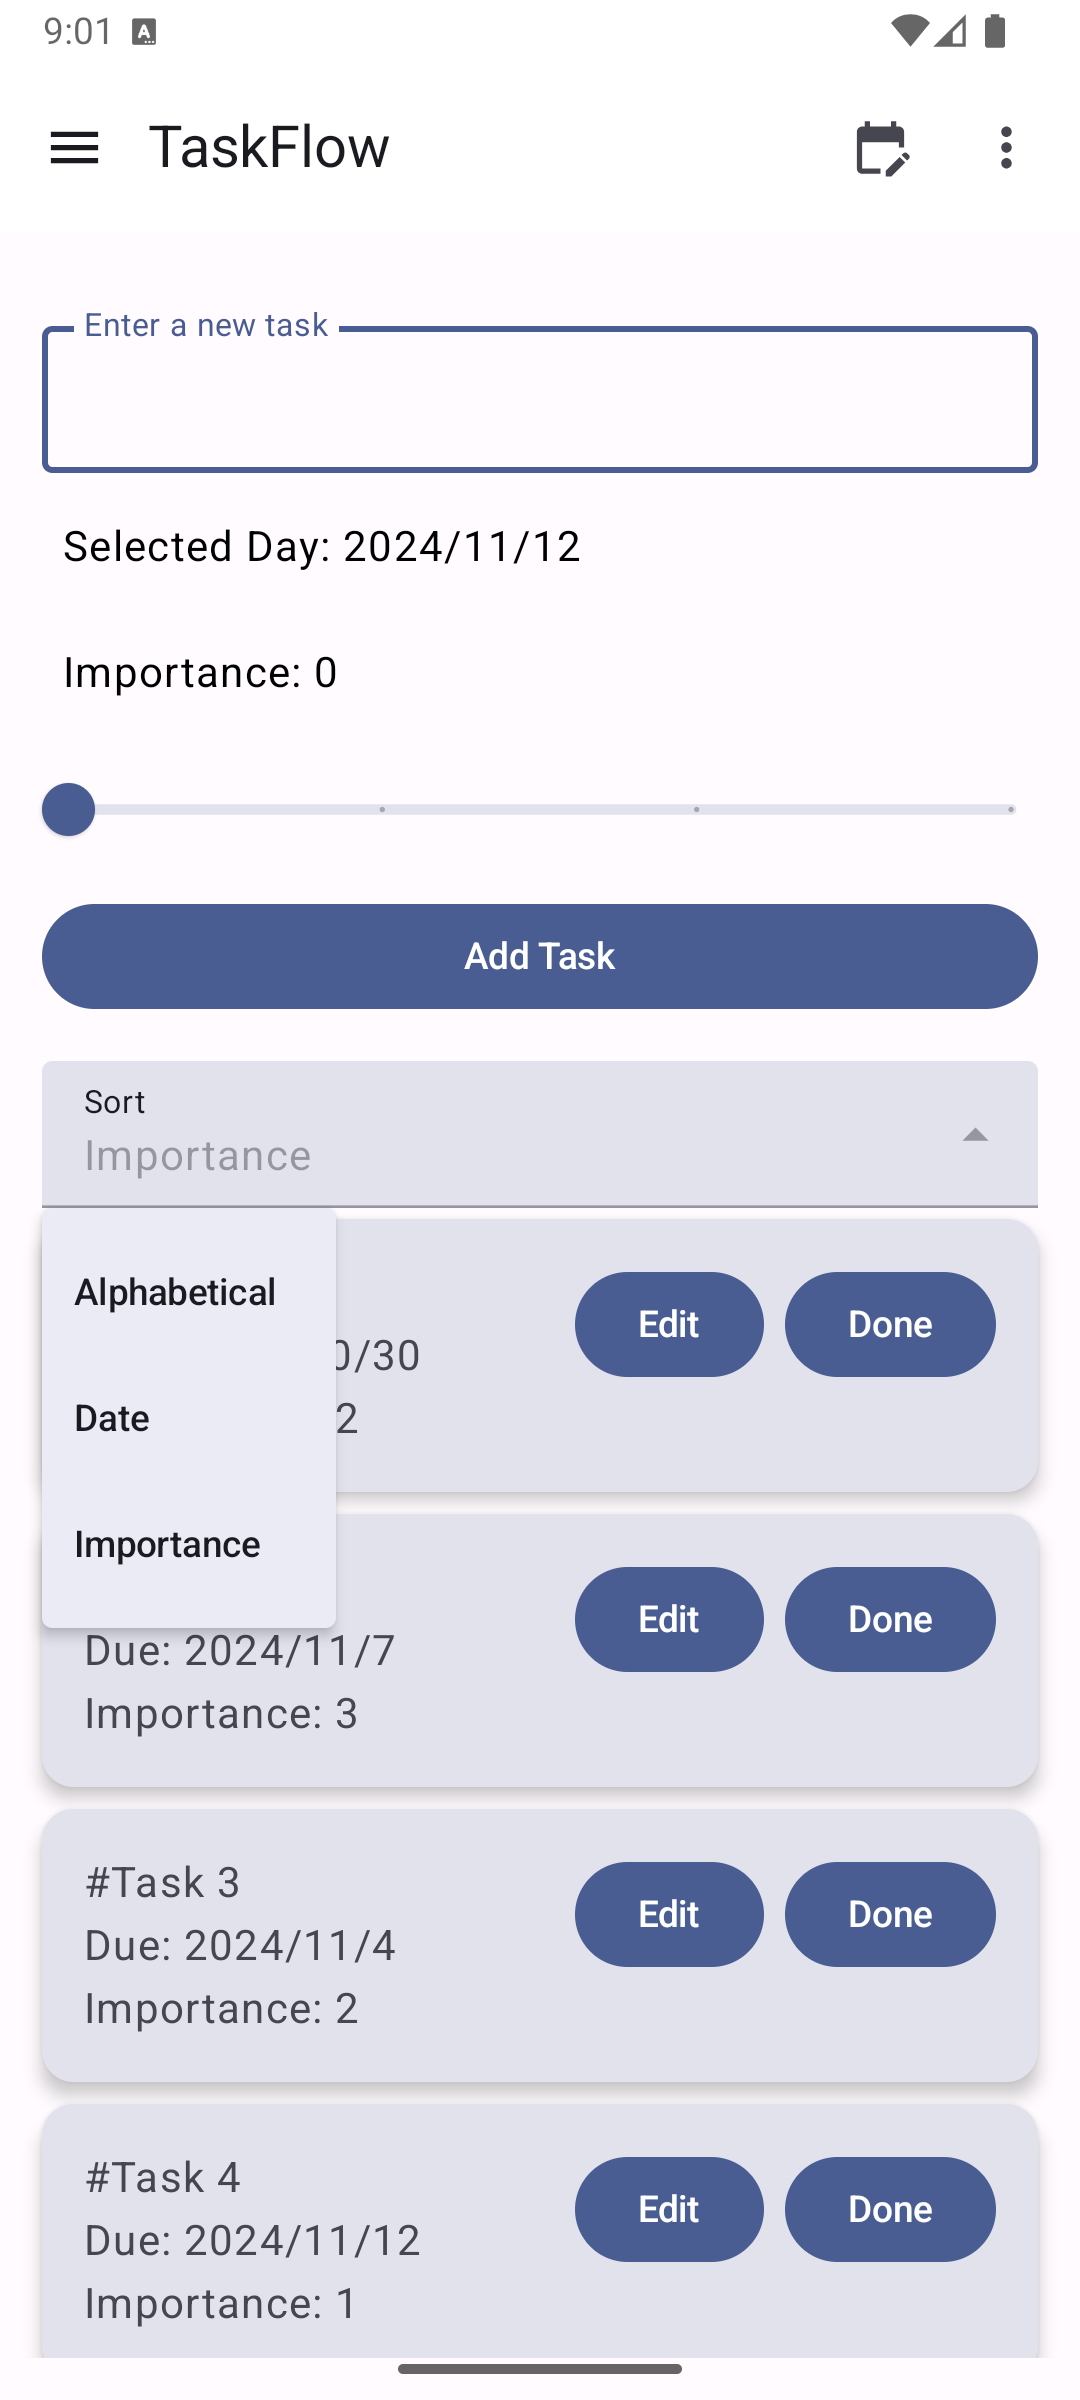 9:01
TaskFlow
Enter a new task
Selected Day: 2024/11/12
Importance: 0
Add Task
Sort
Importance
Alphabetical
Date
Importance
0/30
2
Edit
Done
Due: 2024/11/7
Importance: 3
Edit
Done
#Task 3
Due: 2024/11/4
Importance: 2
Edit
Done
#Task 4
Due: 2024/11/12
Importance: 1
Edit
Done